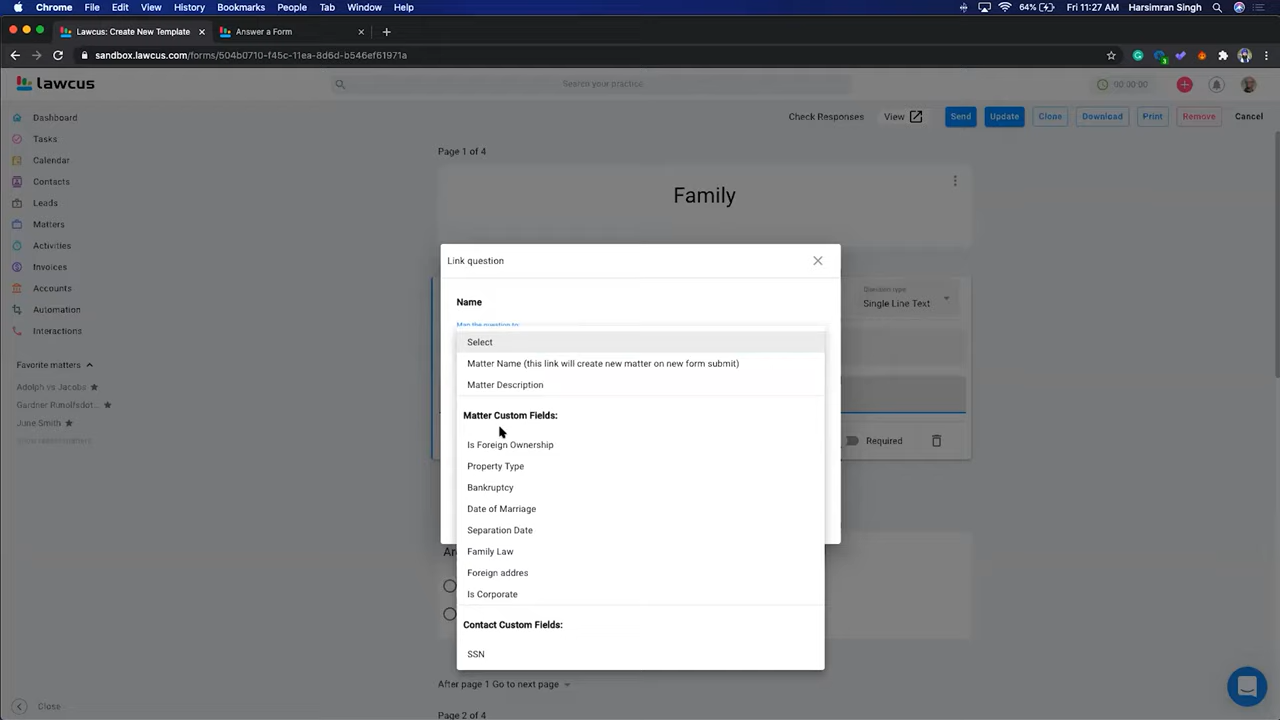 Chrome File Edit View History Bookmarks People Tab Window Help
64% Fri 11:27 AM Harsimran Singh
Lawcus: Create New Template
Answer a Form
sandbox.lawcus.com/forms/504b0710-f45c-11ea-8d6d-b546ef61971a
3
lawcus
Search your practice
00:00:00
Dashboard
Tasks
Calendar
Contacts
Leads
Matters
Activities
Invoices
Accounts
Automation
Interactions
Favorite matters
Adolph vs Jacobs
Gardner Runolfsdot...
June Smith
Close
Check Responses View Send Update Clone Download Print Remove Cancel
Page 1 of 4
Family
Link question
Name
Map the question to
Select
Matter Name (this link will create new matter on new form submit)
Matter Description
Matter Custom Fields:
Is Foreign Ownership
Property Type
Bankruptcy
Date of Marriage
Separation Date
Family Law
Foreign addres
Is Corporate
Contact Custom Fields:
SSN
Question type
Single Line Text
Required
After page 1 Go to next page
Page 2 of 4